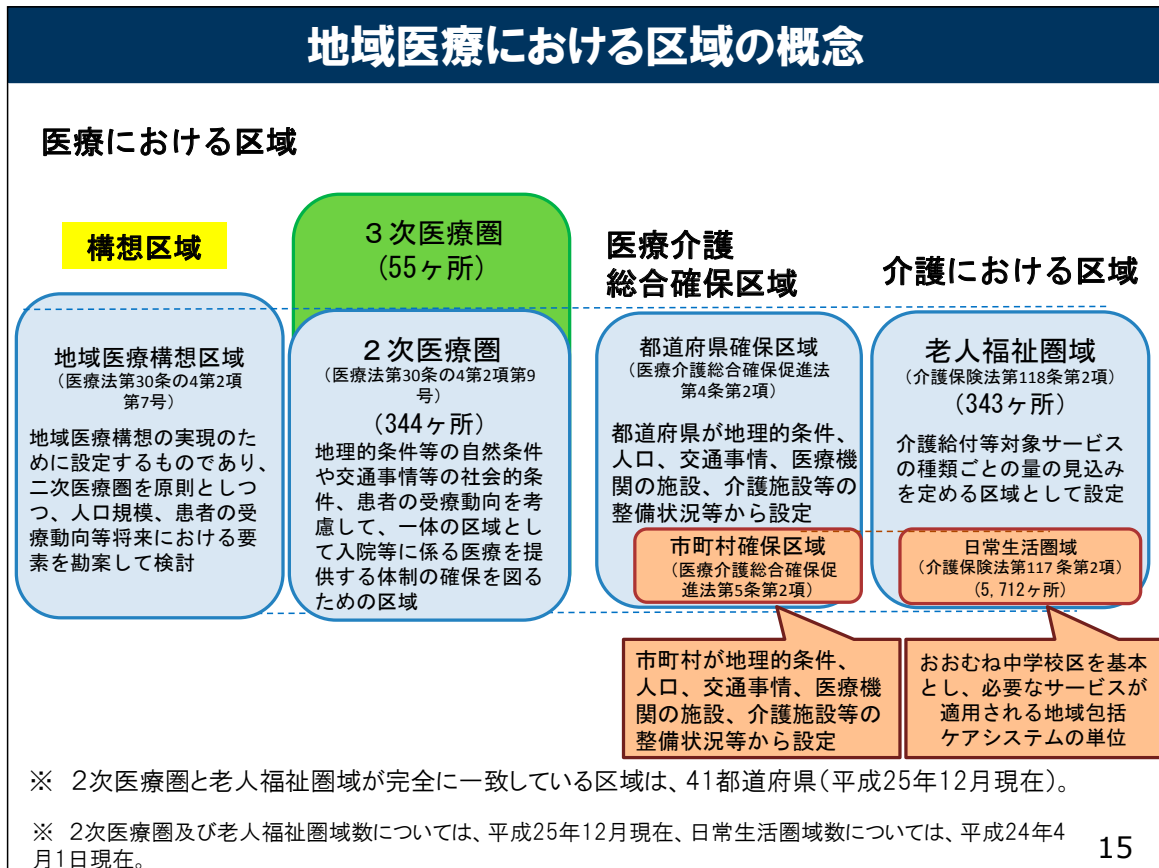 地域医療における区域の概念
医療における区域
構想区域
地域医療構想区域
（医療法第30条の4第2項
第7号）
地域医療構想の実現のた
めに設定するものであり、
二次医療圏を原則としつ
つ、人口規模、患者の受
療動向等将来における要
素を勘案して検討
３次医療圏
(55ヶ所)
２次医療圏
（医療法第30条の4第2項第9
号）
(344ヶ所)
地理的条件等の自然条件
や交通事情等の社会的条
件、患者の受療動向を考
慮して、一体の区域とし
て入院等に係る医療を提
供する体制の確保を図る
ための区域
医療介護
総合確保区域
都道府県確保区域
（医療介護総合確保促進法
第4条第2項）
都道府県が地理的条件、
人口、交通事情、医療機
関の施設、介護施設等の
整備状況等から設定
市町村確保区域
（医療介護総合確保促
進法第5条第2項）
市町村が地理的条件、
人口、交通事情、医療機
関の施設、介護施設等の
整備状況等から設定
介護における区域
老人福祉圏域
（介護保険法第118条第2項）
(343ヶ所)
介護給付等対象サービス
の種類ごとの量の見込み
を定める区域として設定
日常生活圏域
（介護保険法第117条第2項）
(5,712ヶ所)
おおむね中学校区を基本
とし、必要なサービスが
適用される地域包括
ケアシステムの単位
※ 2次医療圏と老人福祉圏域が完全に一致している区域は、41都道府県（平成25年12月現在）。
※ 2次医療圏及び老人福祉圏域数については、平成25年12月現在、日常生活圏域数については、平成24年4
月1日現在。
15